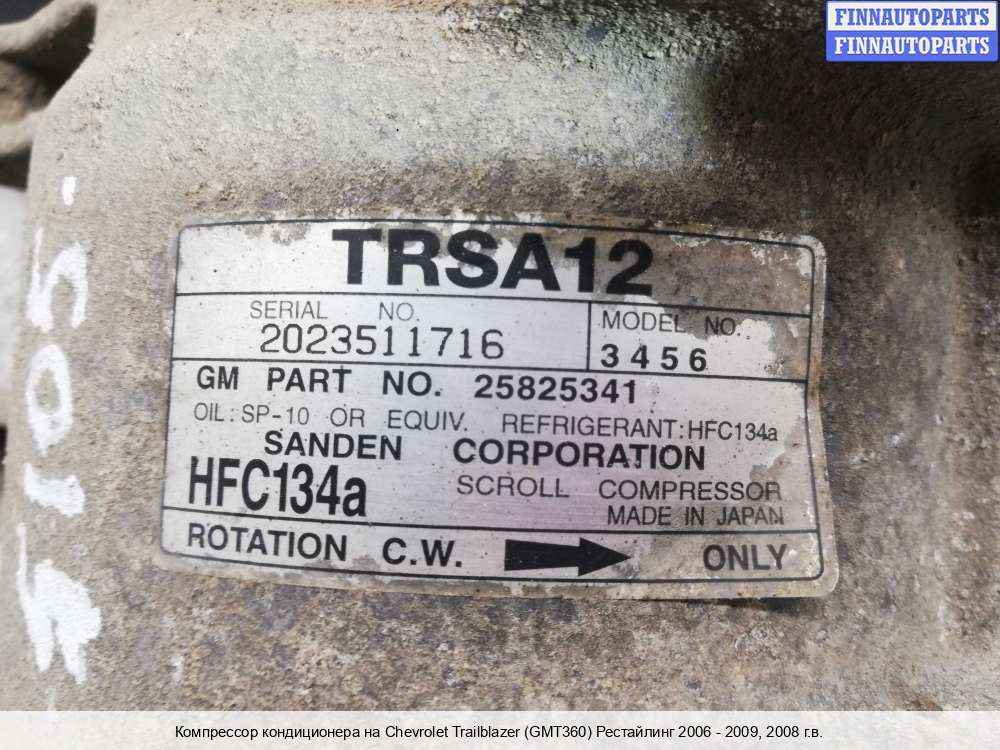 FINNAUTOPARTS
FINNAUTOPARTS
TRSA12
SERIAL NO.
2023511716
MODEL NO.
3456
GM PART NO. 25825341
OIL: SP-10 OR EQUIV. REFRIGERANT: HFC134a
SANDEN CORPORATION
HFC134a
SCROLL COMPRESSOR
MADE IN JAPAN
ROTATION C.W. ONLY
Компрессор кондиционера на Chevrolet Trailblazer (GMT360) Рестайлинг 2006 - 2009, 2008 г.в.